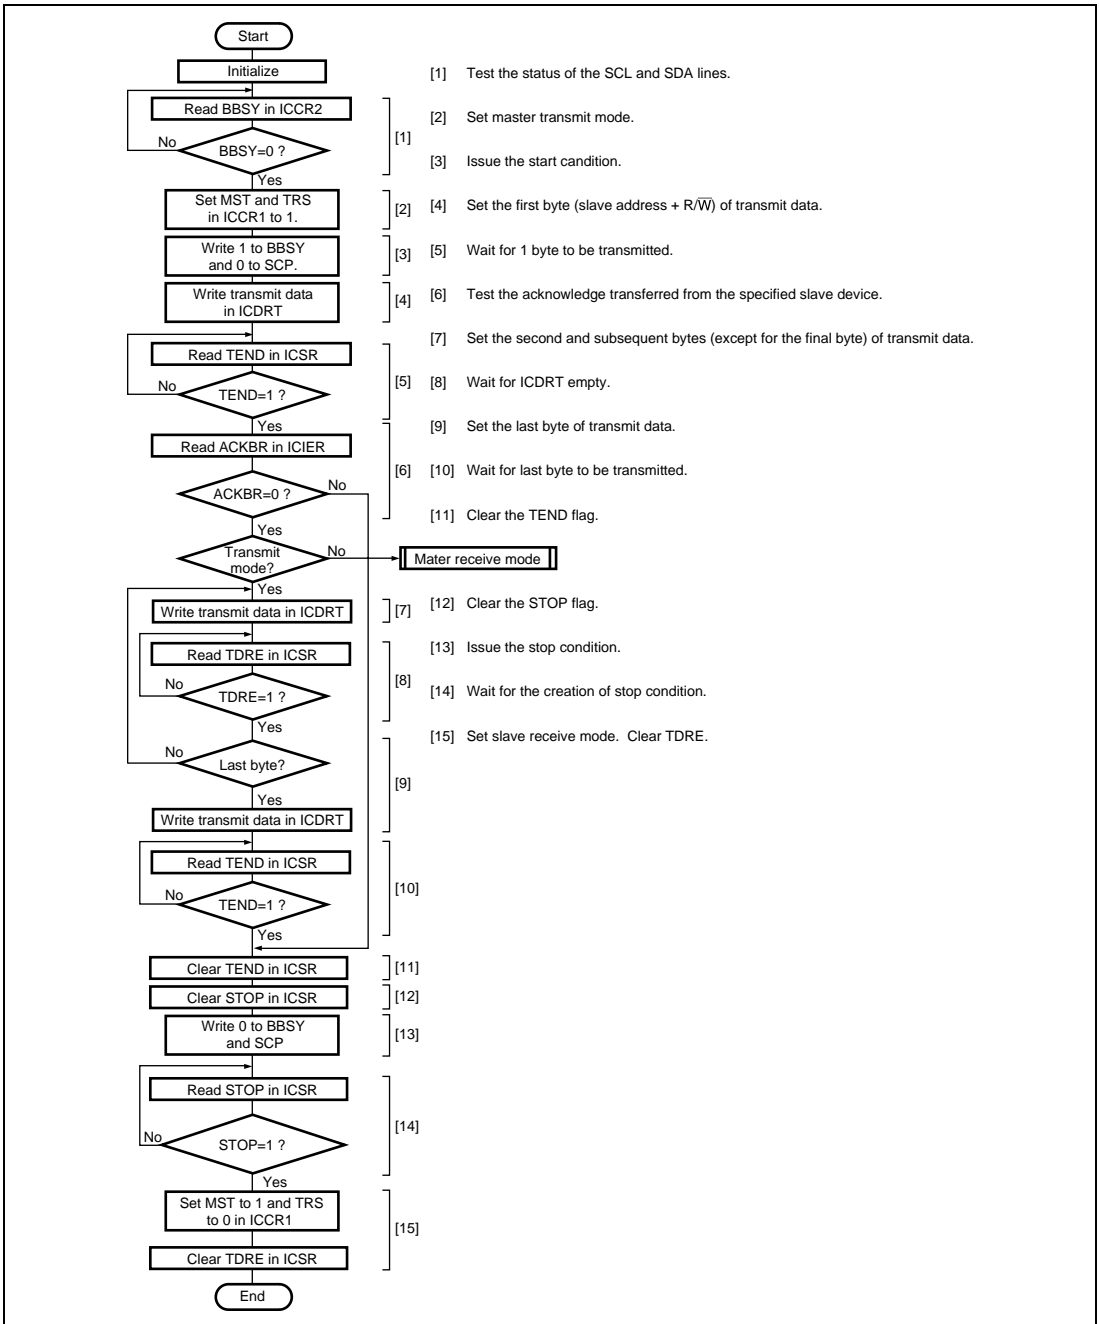 Start
Initialize
Read BBSY in ICCR2
No
BBSY=0 ?
[1]
Yes
Set MST and TRS
in ICCR1 to 1.
[2]
Write 1 to BBSY
and 0 to SCP.
[3]
Write transmit data
in ICDRT
[4]
Read TEND in ICSR
No
TEND=1 ?
[5]
Yes
Read ACKBR in ICIER
No
ACKBR=0 ?
[6]
Yes
Transmit
mode?
No
Mater receive mode
Yes
Write transmit data in ICDRT
[7]
Read TDRE in ICSR
No
TDRE=1 ?
[8]
Yes
No
Last byte?
[9]
Yes
Write transmit data in ICDRT
Read TEND in ICSR
No
TEND=1 ?
[10]
Yes
Clear TEND in ICSR
[11]
Clear STOP in ICSR
[12]
Write 0 to BBSY
and SCP
[13]
Read STOP in ICSR
No
STOP=1 ?
[14]
Yes
Set MST to 1 and TRS
to 0 in ICCR1
[15]
Clear TDRE in ICSR
End
[1] Test the status of the SCL and SDA lines.
[2] Set master transmit mode.
[3] Issue the start candition.
[4] Set the first byte (slave address + R/W̅) of transmit data.
[5] Wait for 1 byte to be transmitted.
[6] Test the acknowledge transferred from the specified slave device.
[7] Set the second and subsequent bytes (except for the final byte) of transmit data.
[8] Wait for ICDRT empty.
[9] Set the last byte of transmit data.
[10] Wait for last byte to be transmitted.
[11] Clear the TEND flag.
[12] Clear the STOP flag.
[13] Issue the stop condition.
[14] Wait for the creation of stop condition.
[15] Set slave receive mode. Clear TDRE.